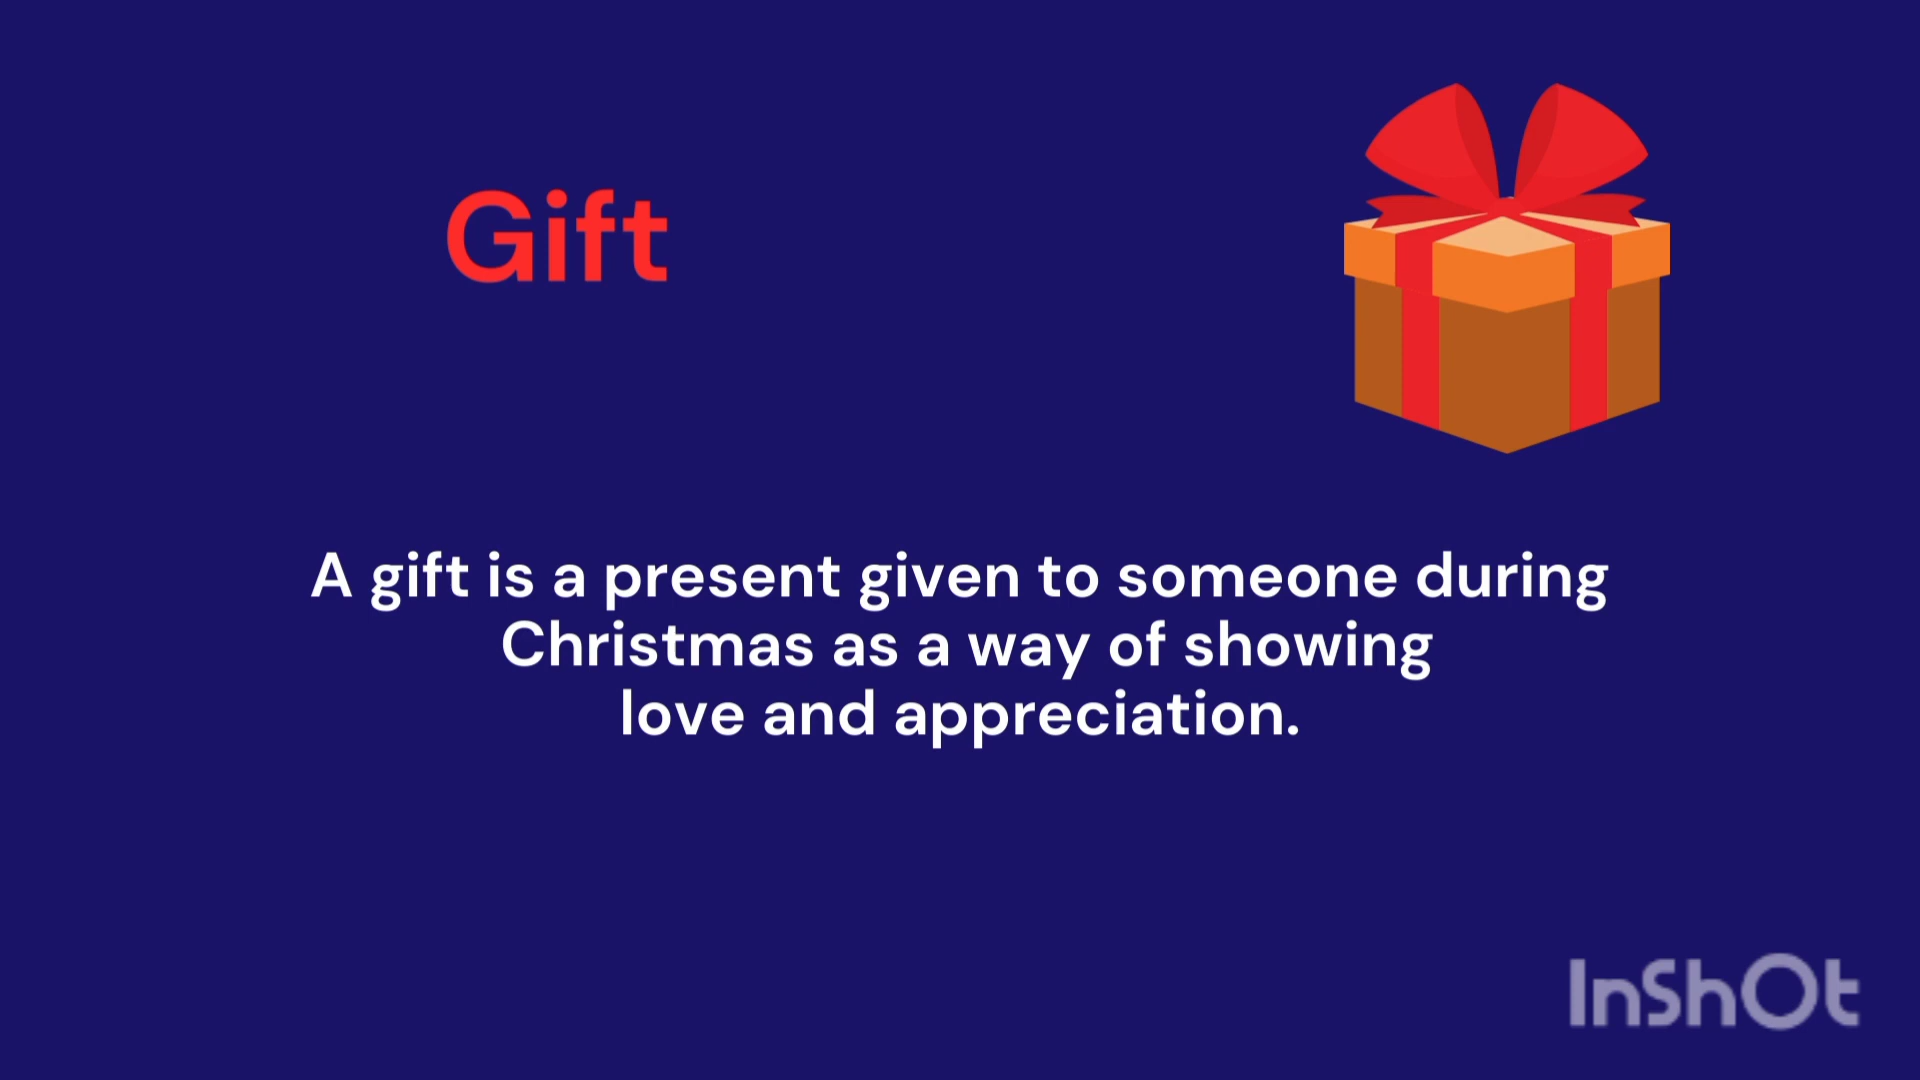 Gift
A gift is a present given to someone during
Christmas as a way of showing
love and appreciation.
InShOt